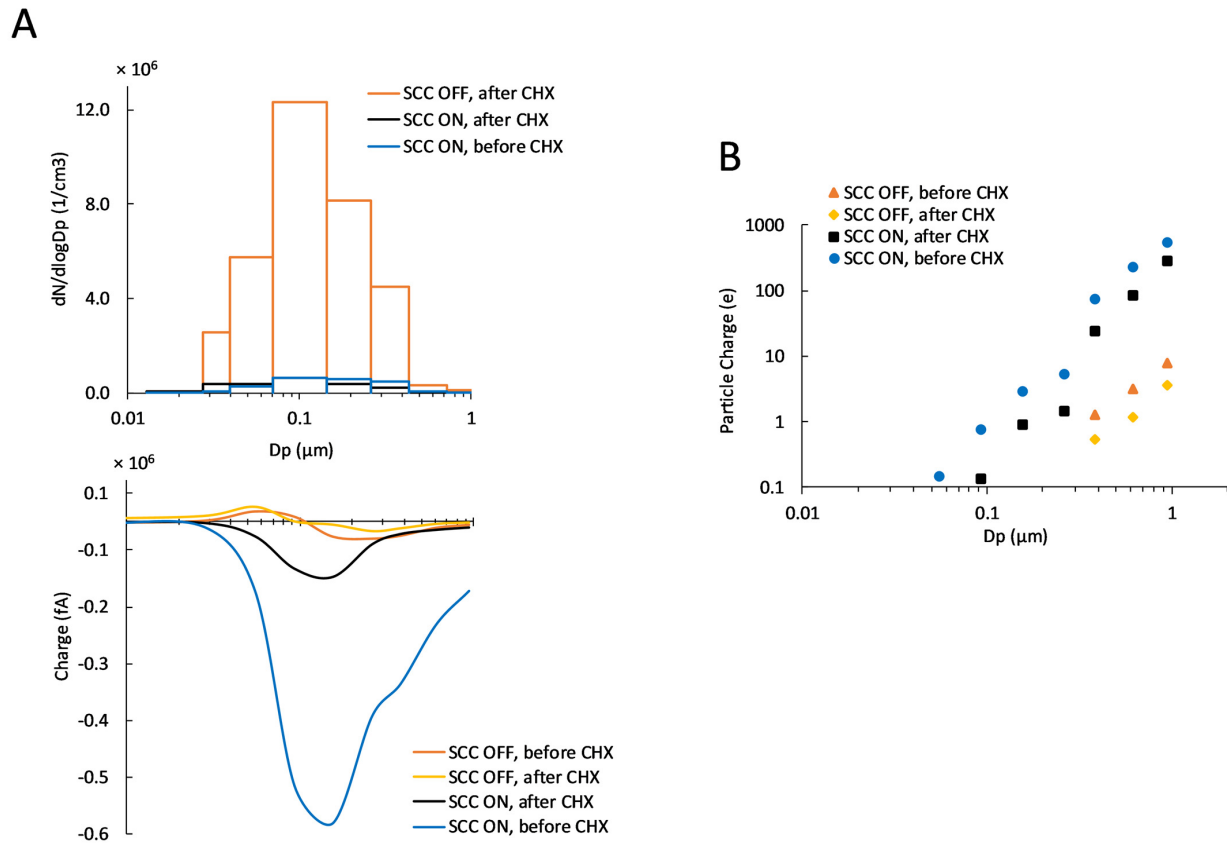 A
× 10⁶
dN/dlogDp (1/cm3)
12.0
8.0
4.0
0.0
0.01
0.1
1
Dp (μm)
SCC OFF, after CHX
SCC ON, after CHX
SCC ON, before CHX
× 10⁶
Charge (fA)
0.1
-0.1
-0.2
-0.3
-0.4
-0.5
-0.6
SCC OFF, before CHX
SCC OFF, after CHX
SCC ON, after CHX
SCC ON, before CHX
B
SCC OFF, before CHX
SCC OFF, after CHX
SCC ON, after CHX
SCC ON, before CHX
Particle Charge (e)
1000
100
10
1
0.1
0.01
0.1
1
Dp (μm)